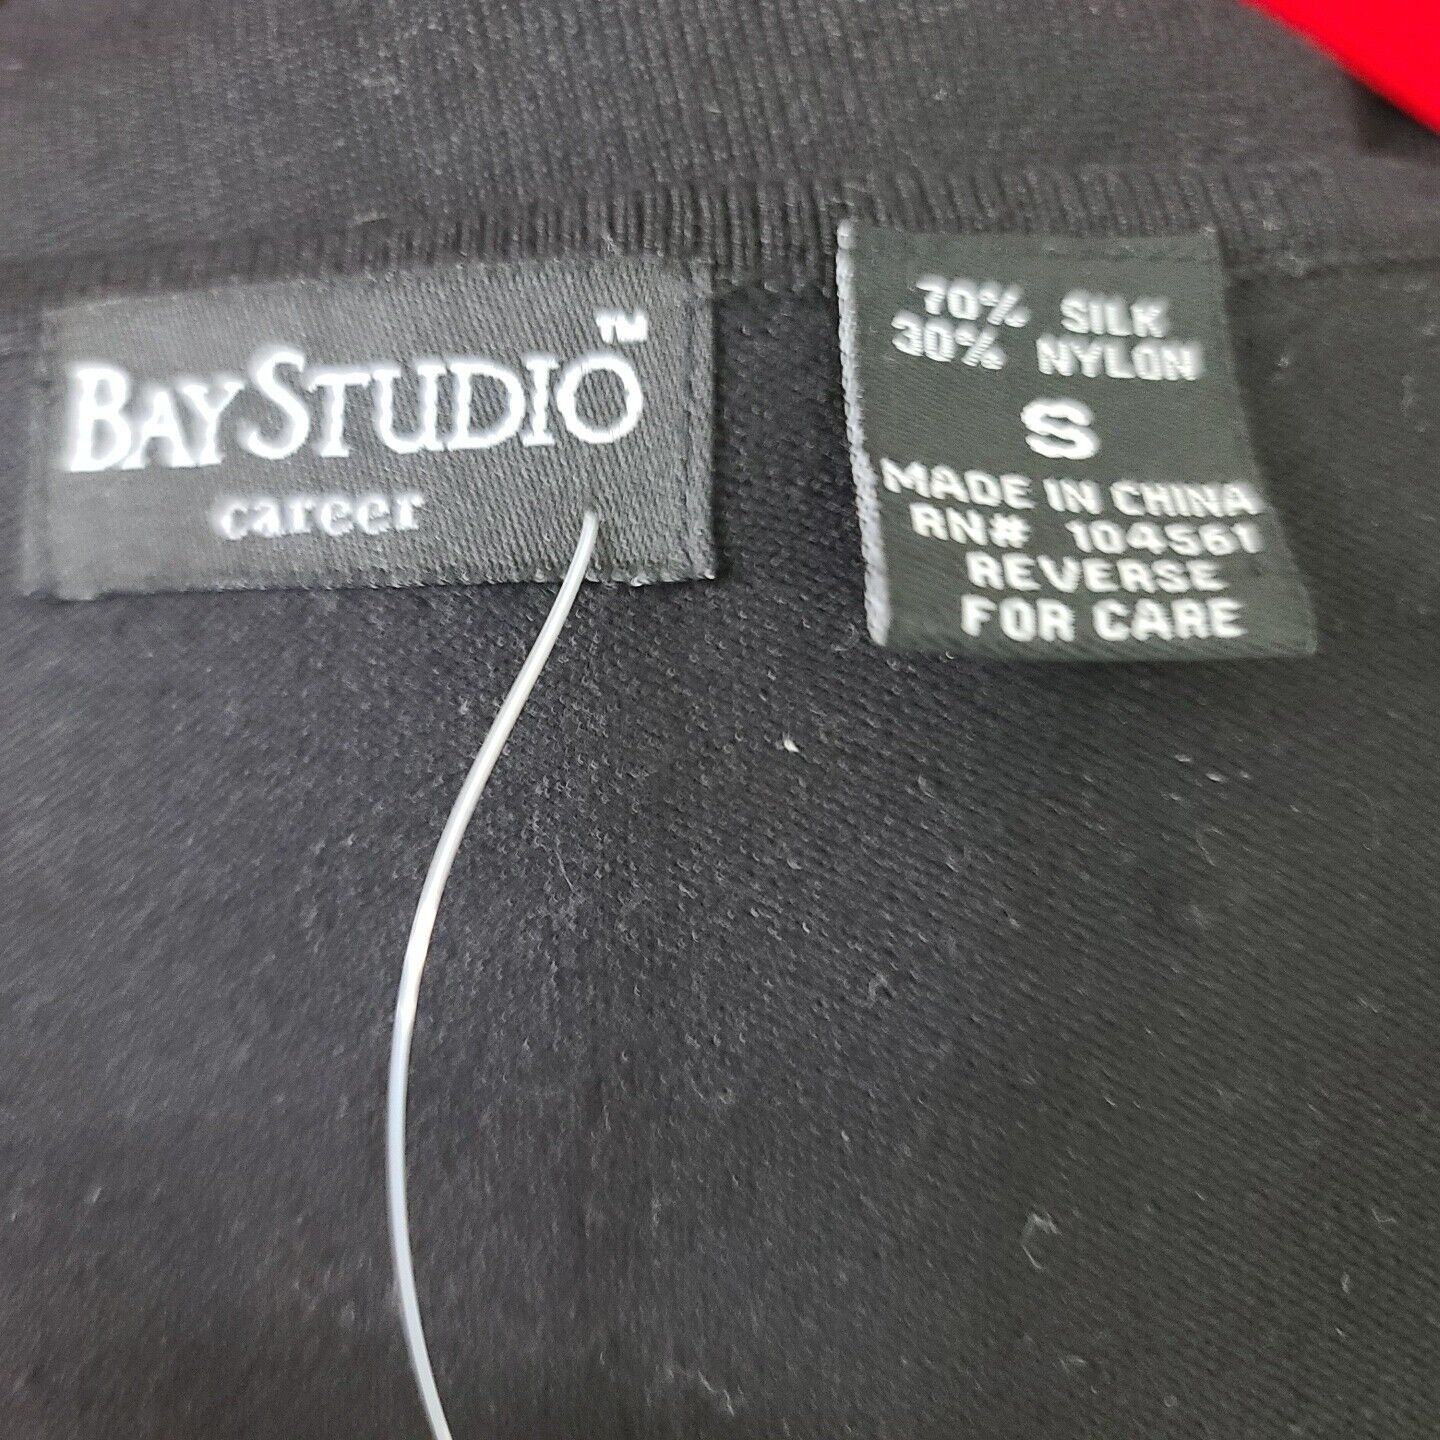 BAYSTUDIO™
career
70% SILK
30% NYLON
S
MADE IN CHINA
RN# 104561
REVERSE
FOR CARE